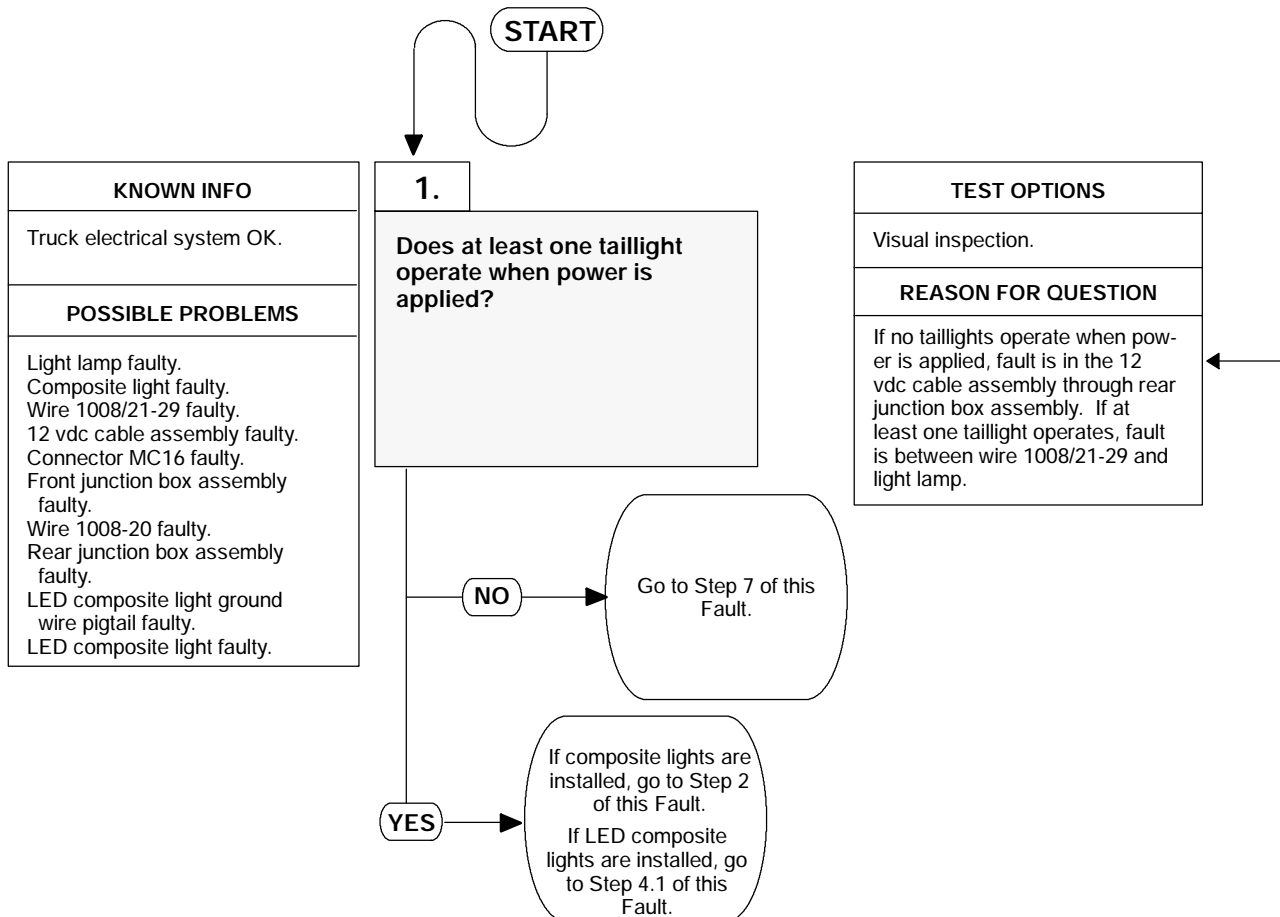 START
KNOWN INFO
Truck electrical system OK.
POSSIBLE PROBLEMS
Light lamp faulty.
Composite light faulty.
Wire 1008/21-29 faulty.
12 vdc cable assembly faulty.
Connector MC16 faulty.
Front junction box assembly
faulty.
Wire 1008-20 faulty.
Rear junction box assembly
faulty.
LED composite light ground
wire pigtail faulty.
LED composite light faulty.
1.
Does at least one taillight
operate when power is
applied?
TEST OPTIONS
Visual inspection.
REASON FOR QUESTION
If no taillights operate when pow-
er is applied, fault is in the 12
vdc cable assembly through rear
junction box assembly. If at
least one taillight operates, fault
is between wire 1008/21-29 and
light lamp.
NO
Go to Step 7 of this
Fault.
YES
If composite lights are
installed, go to Step 2
of this Fault.
If LED composite
lights are installed, go
to Step 4.1 of this
Fault.